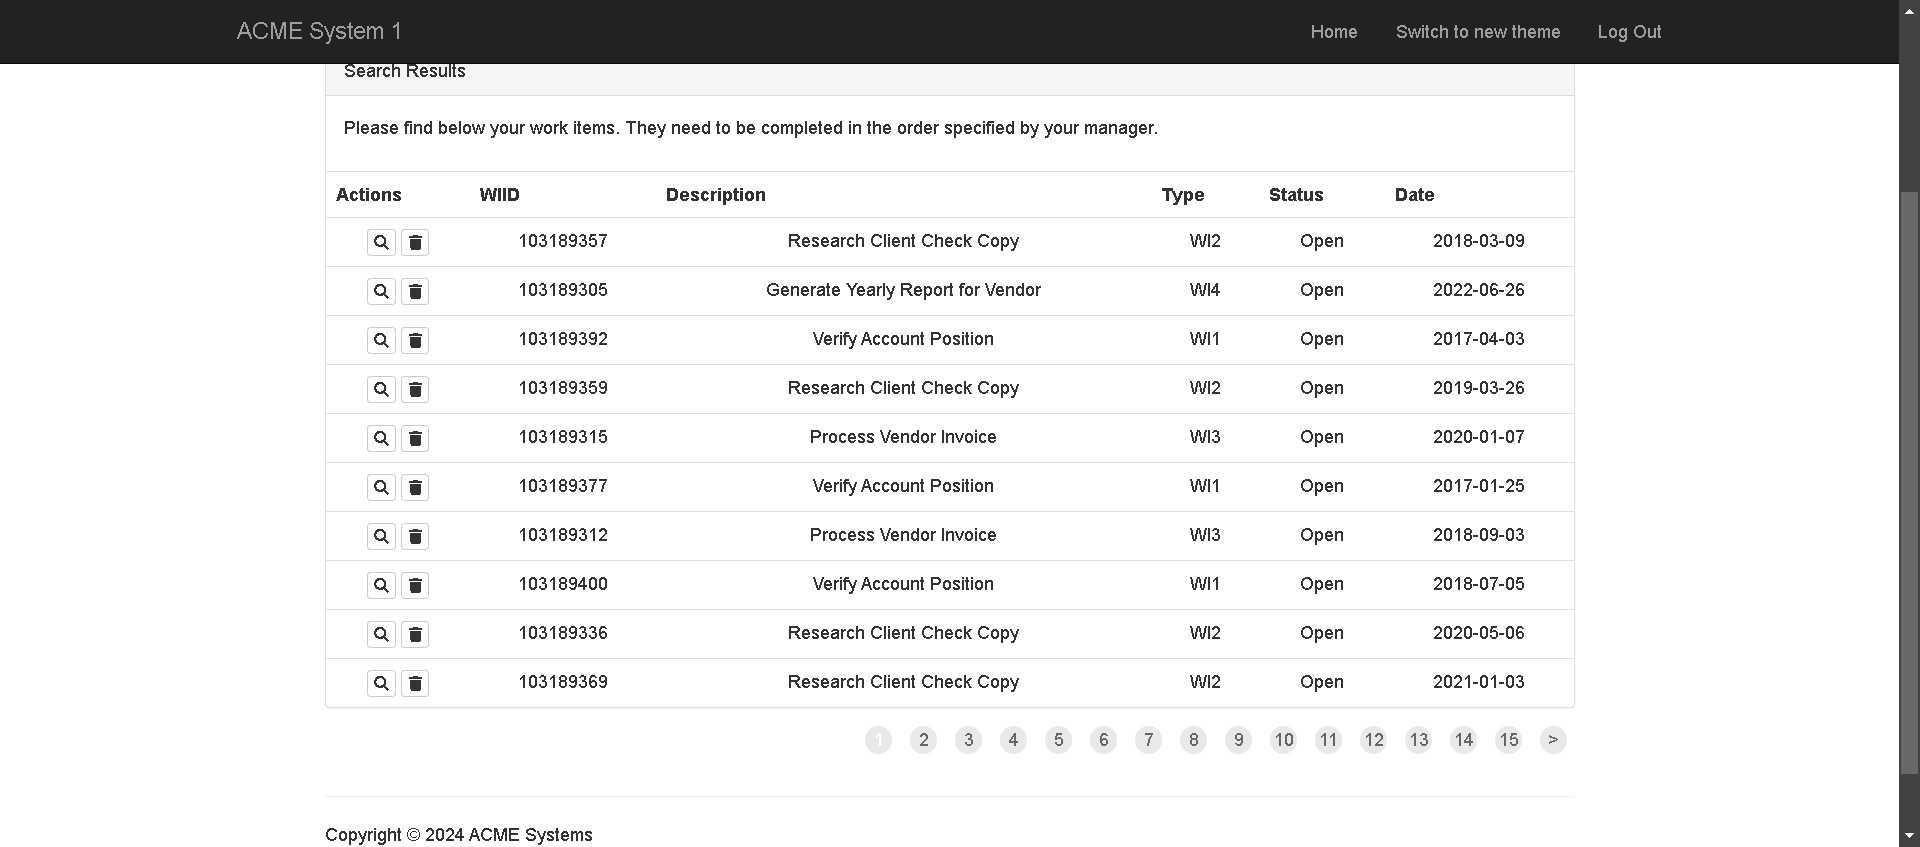 ACME System 1 Home Switch to new theme Log Out
Search Results
Please find below your work items. They need to be completed in the order specified by your manager.
Actions WIID Description Type Status Date
103189357 Research Client Check Copy WI2 Open 2018-03-09
103189305 Generate Yearly Report for Vendor WI4 Open 2022-06-26
103189392 Verify Account Position WI1 Open 2017-04-03
103189359 Research Client Check Copy WI2 Open 2019-03-26
103189315 Process Vendor Invoice WI3 Open 2020-01-07
103189377 Verify Account Position WI1 Open 2017-01-25
103189312 Process Vendor Invoice WI3 Open 2018-09-03
103189400 Verify Account Position WI1 Open 2018-07-05
103189336 Research Client Check Copy WI2 Open 2020-05-06
103189369 Research Client Check Copy WI2 Open 2021-01-03
1 2 3 4 5 6 7 8 9 10 11 12 13 14 15 >
Copyright © 2024 ACME Systems